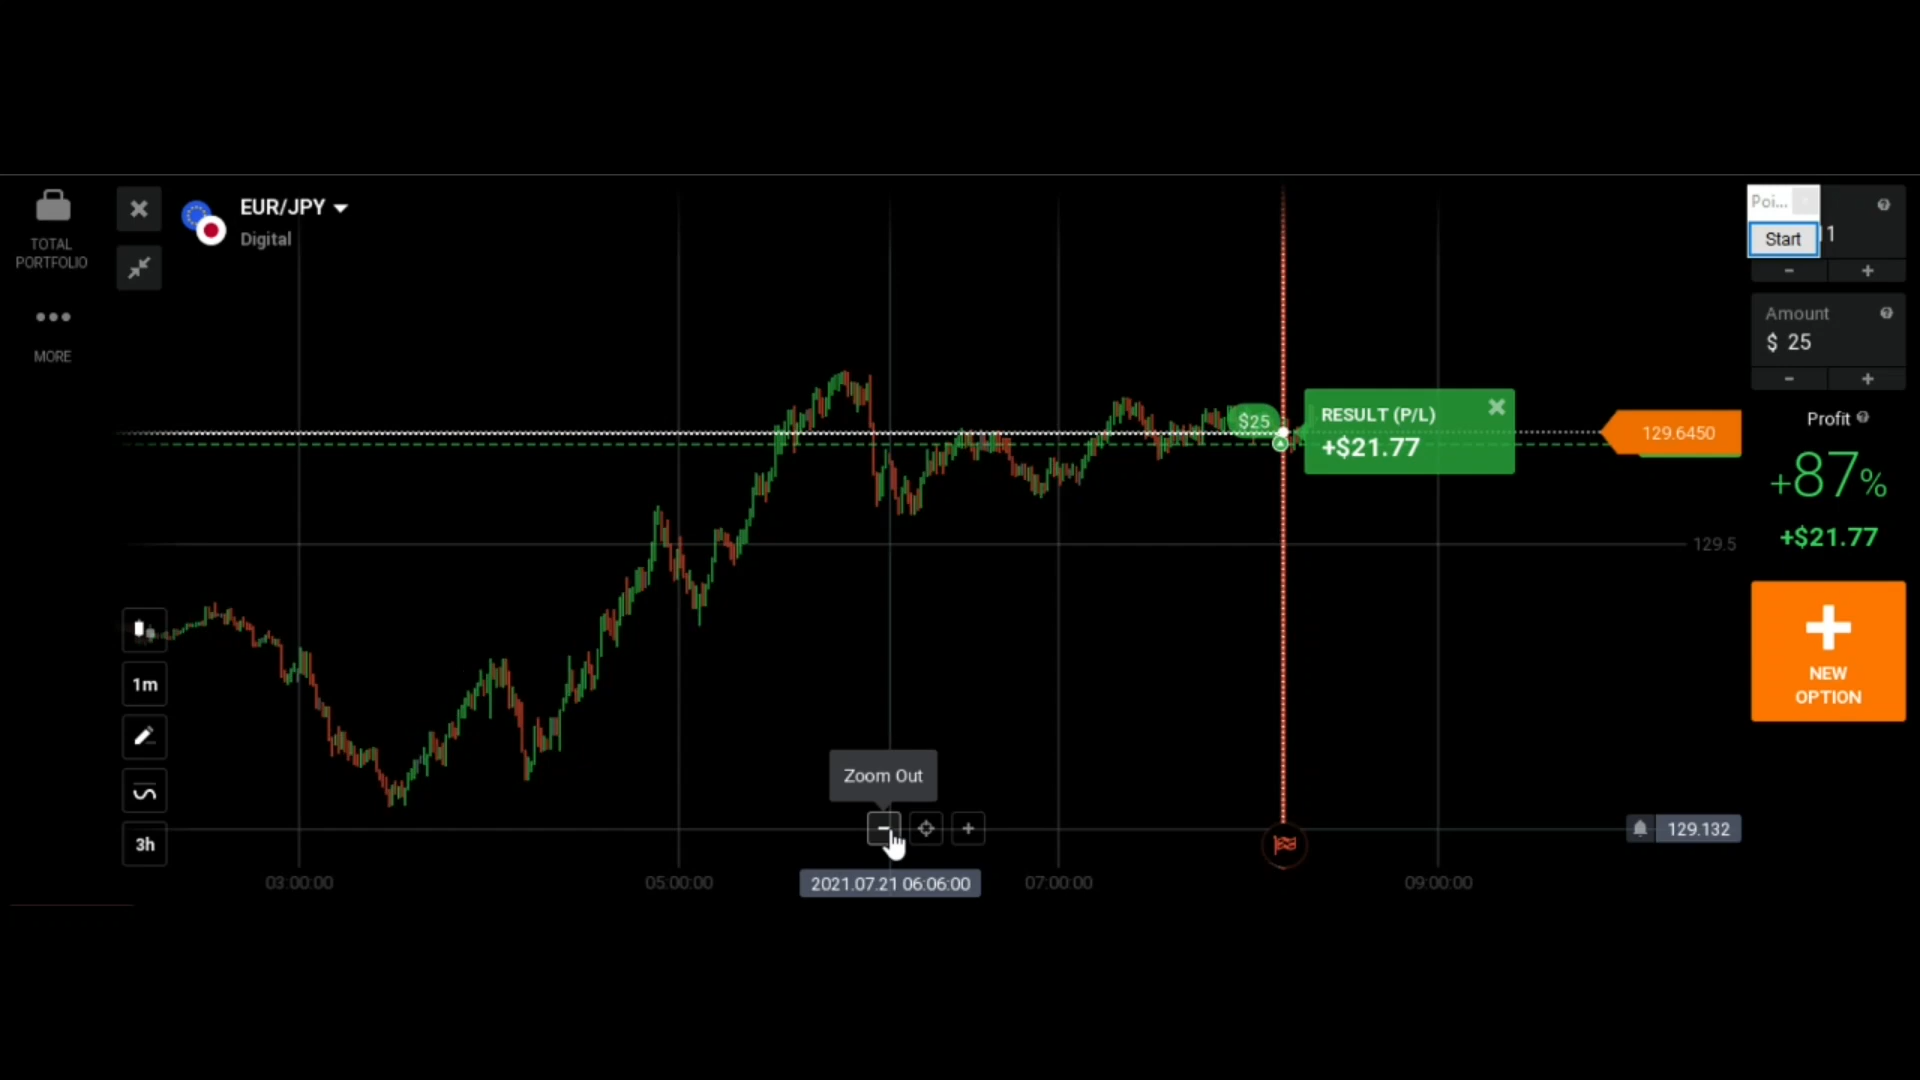 TOTAL
PORTFOLIO
MORE
EUR/JPY
Digital
1m
3h
$25
RESULT (P/L)
+$21.77
129.6450
129.5
129.132
Zoom Out
03:00:00
05:00:00
2021.07.21 06:06:00
07:00:00
09:00:00
Poi...
Start
1
Amount
$ 25
Profit
+87%
+$21.77
NEW
OPTION